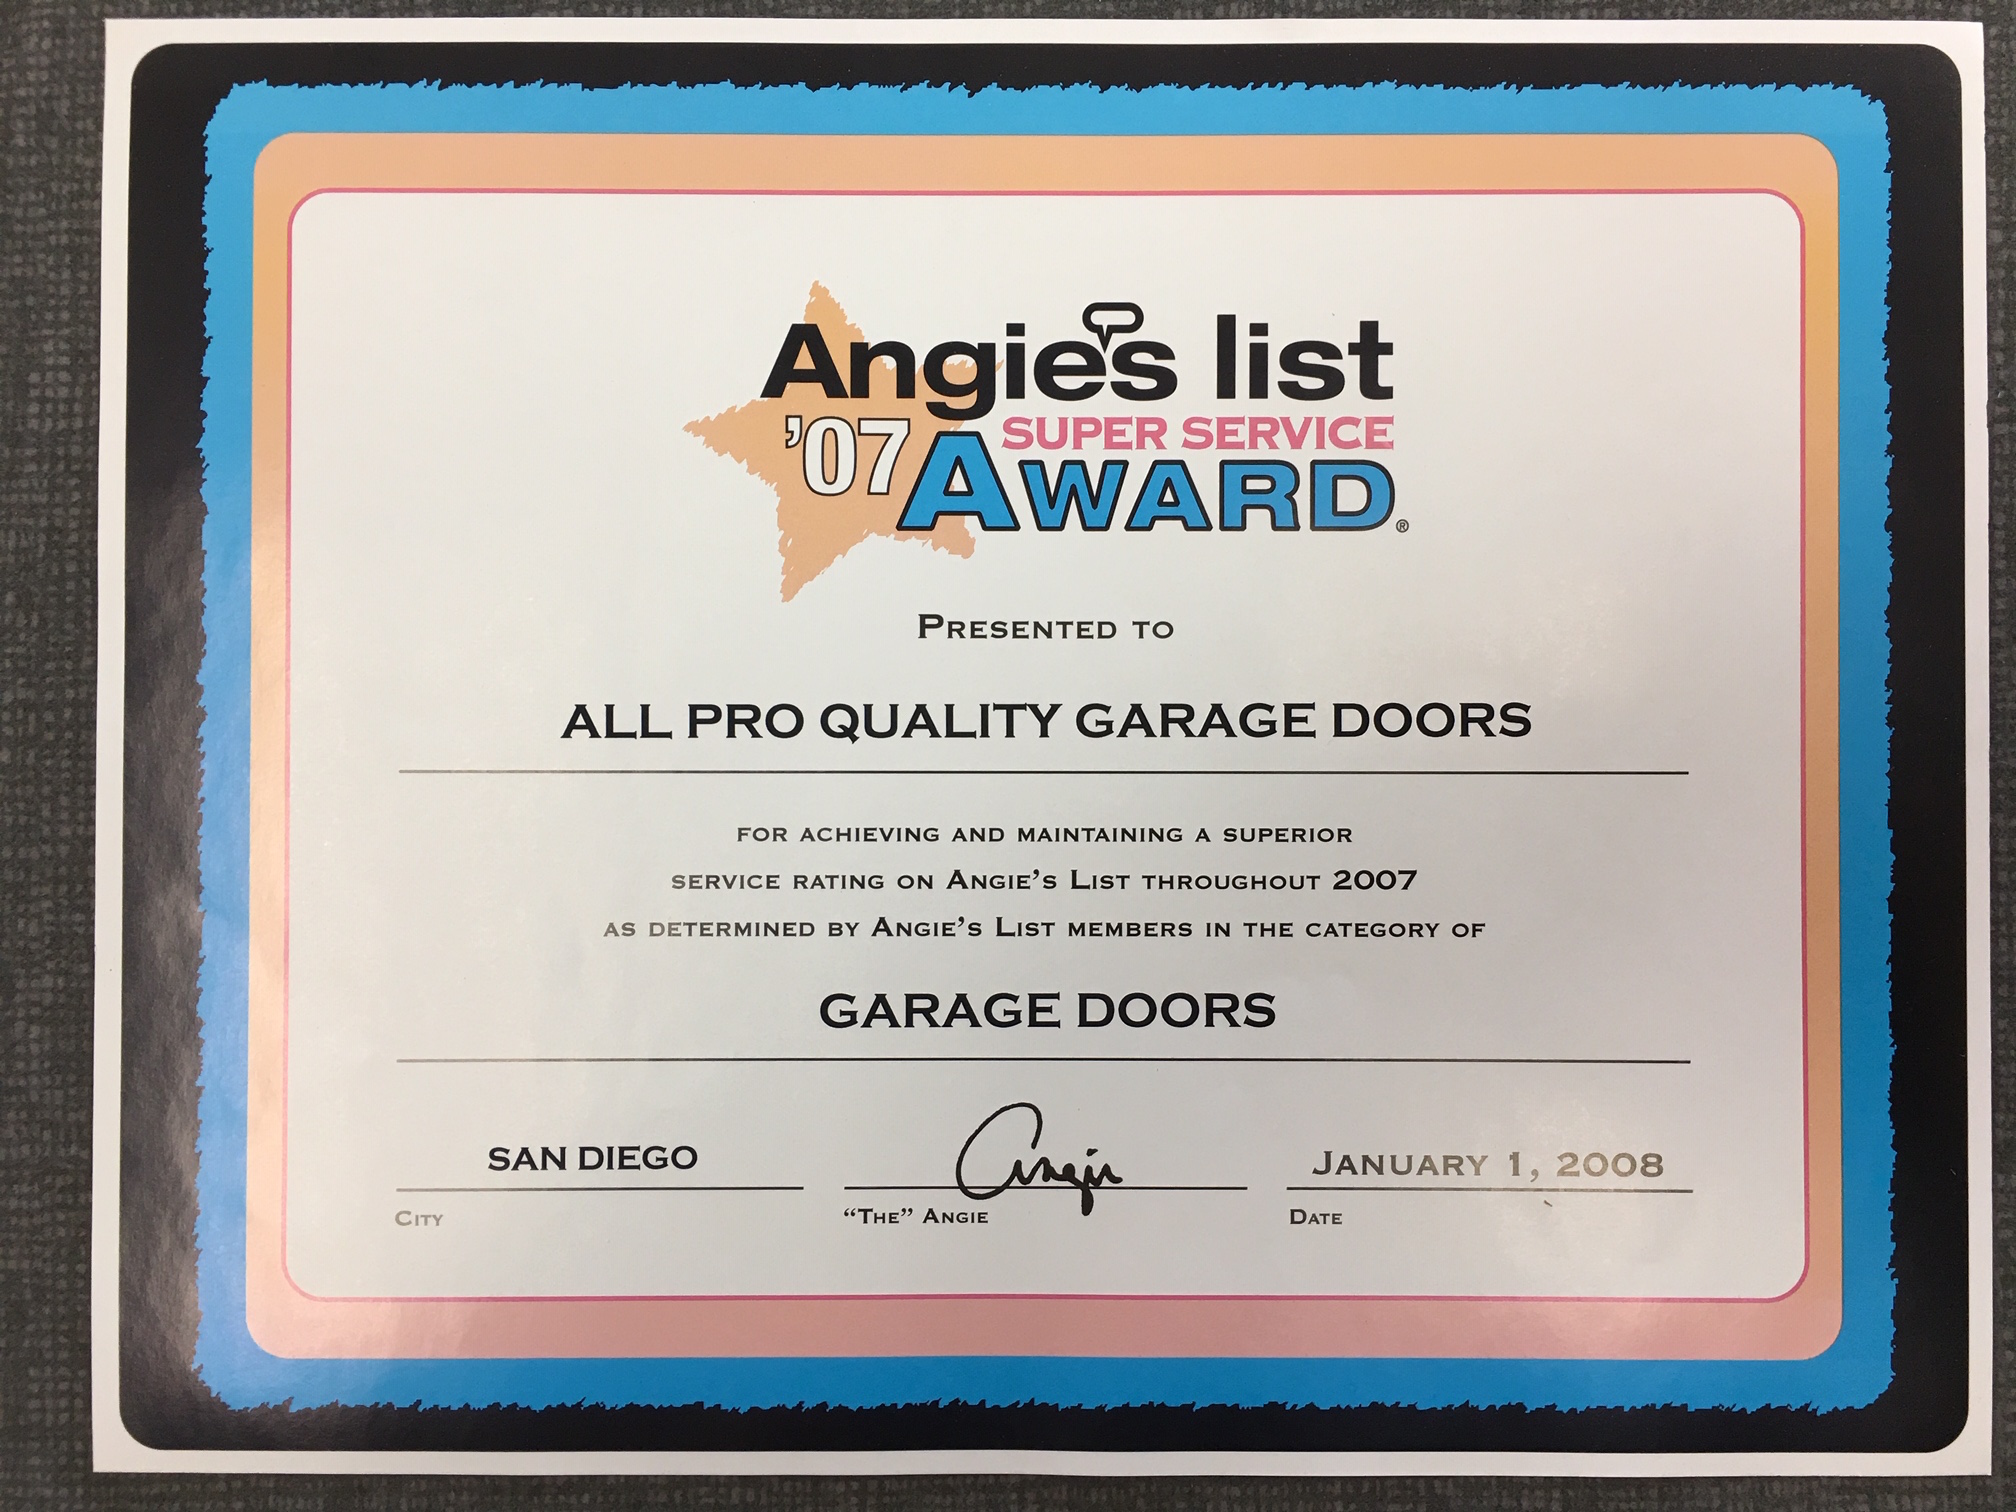 Angie's list
'07 SUPER SERVICE
AWARD®
PRESENTED TO
ALL PRO QUALITY GARAGE DOORS
FOR ACHIEVING AND MAINTAINING A SUPERIOR
SERVICE RATING ON ANGIE'S LIST THROUGHOUT 2007
AS DETERMINED BY ANGIE'S LIST MEMBERS IN THE CATEGORY OF
GARAGE DOORS
SAN DIEGO Angie JANUARY 1, 2008
CITY "THE" ANGIE DATE